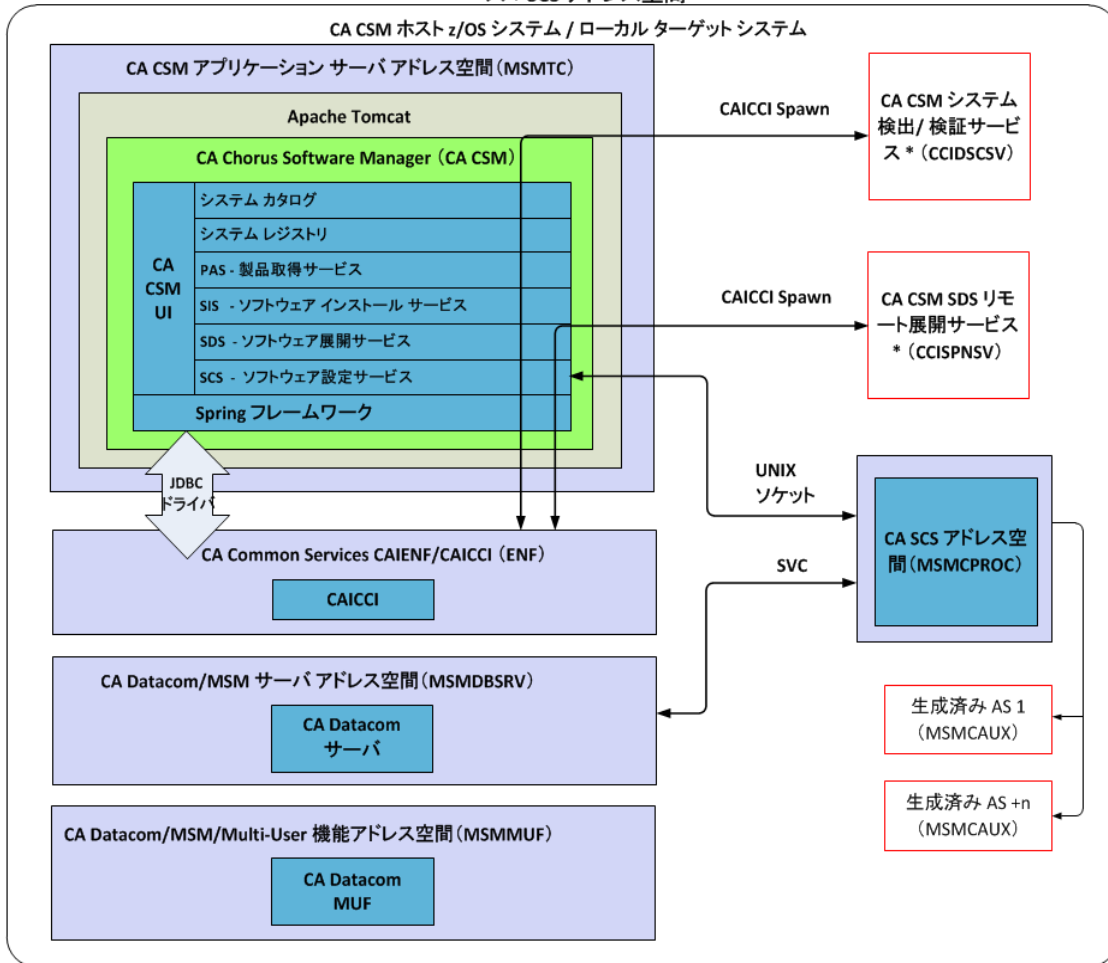 CA CSM ホスト z/OS システム / ローカル ターゲット システム
CA CSM アプリケーション サーバ アドレス空間（MSMTC）
Apache Tomcat
CA Chorus Software Manager （CA CSM）
CA
CSM
UI
システム カタログ
システム レジストリ
PAS - 製品取得サービス
SIS - ソフトウェア インストール サービス
SDS - ソフトウェア展開サービス
SCS - ソフトウェア設定サービス
Spring フレームワーク
JDBC
ドライバ
CAICCI Spawn
CA CSM システム
検出/ 検証サービ
ス * （CCIDSCSV）
CAICCI Spawn
CA CSM SDS リモ
ート展開サービス
* （CCISPNSV）
UNIX
ソケット
CA SCS アドレス空
間（MSMCPROC）
SVC
CA Common Services CAIENF/CAICCI （ENF）
CAICCI
CA Datacom/MSM サーバ アドレス空間（MSMDBSRV）
CA Datacom
サーバ
生成済み AS 1
（MSMCAUX）
生成済み AS +n
（MSMCAUX）
CA Datacom/MSM/Multi-User 機能アドレス空間（MSMMUF）
CA Datacom
MUF